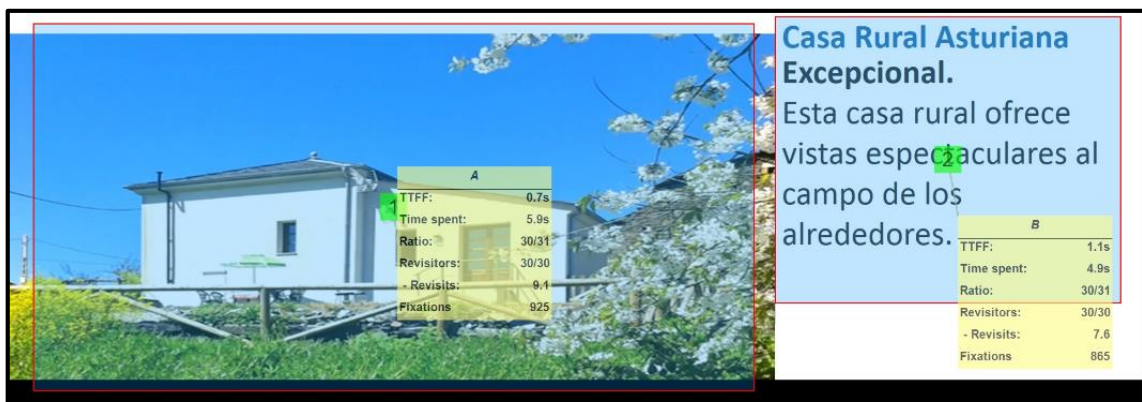 Casa Rural Asturiana
Excepcional.
Esta casa rural ofrece
vistas espectaculares al
campo de los
alrededores.
1
A
TTFF: 0.7s
Time spent: 5.9s
Ratio: 30/31
Revisitors: 30/30
- Revisits: 9.1
Fixations 925
2
B
TTFF: 1.1s
Time spent: 4.9s
Ratio: 30/31
Revisitors: 30/30
- Revisits: 7.6
Fixations 865